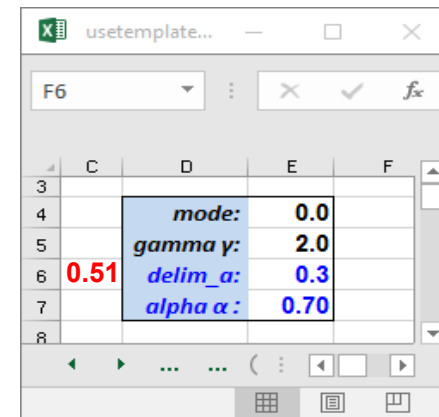 usetemplate...
F6
fx
C D E F
3
4 mode: 0.0
5 gamma γ: 2.0
6 0.51 delim_a: 0.3
7 alpha α : 0.70
8
... ... (